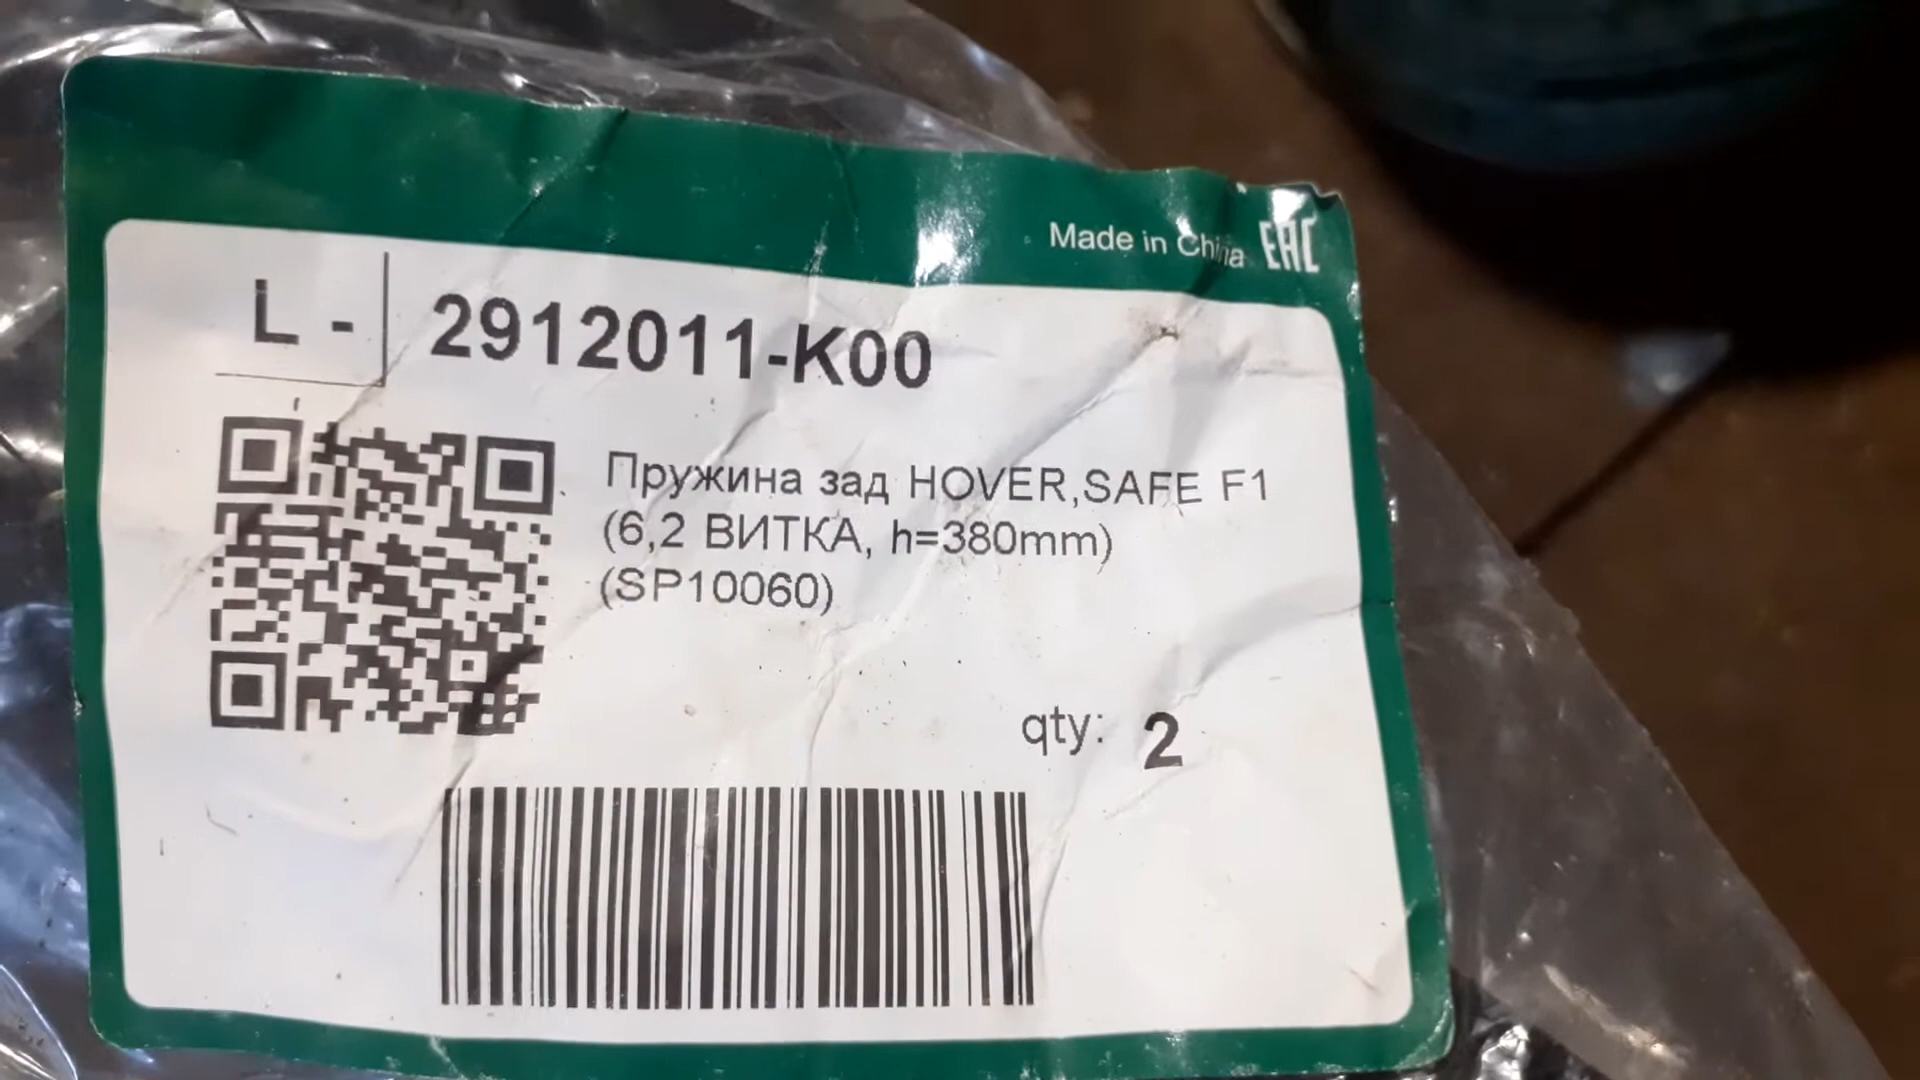 Made in China EAC
L - 2912011-K00
Пружина зад HOVER,SAFE F1
(6,2 ВИТКА, h=380mm)
(SP10060)
qty: 2